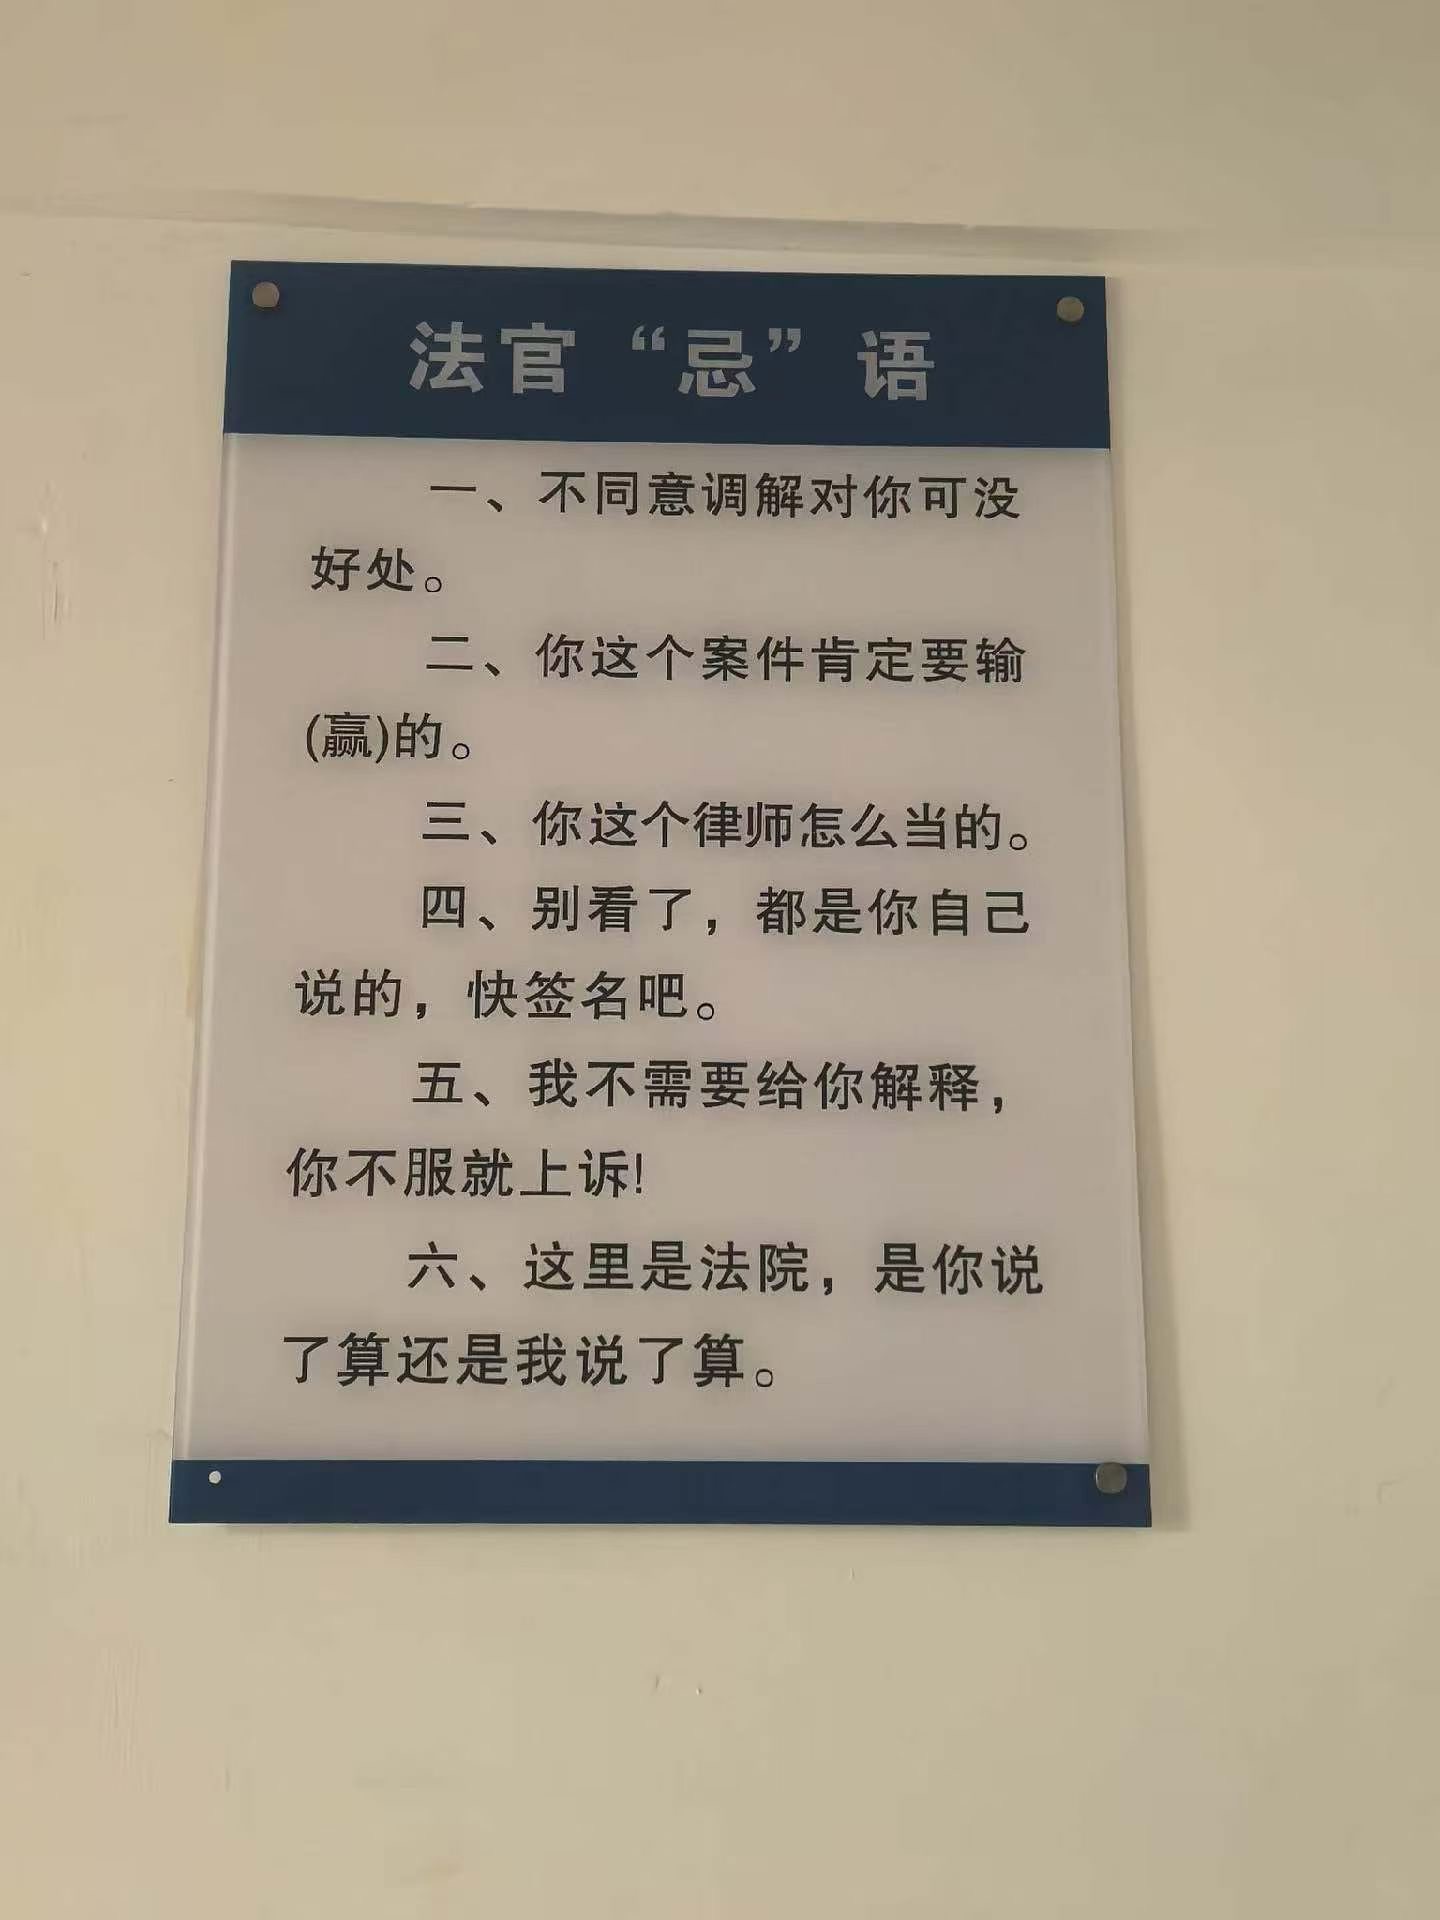 法官“忌”语
一、不同意调解对你可没
好处。
二、你这个案件肯定要输
(赢)的。
三、你这个律师怎么当的。
四、别看了，都是你自己
说的，快签名吧。
五、我不需要给你解释，
你不服就上诉!
六、这里是法院，是你说
了算还是我说了算。